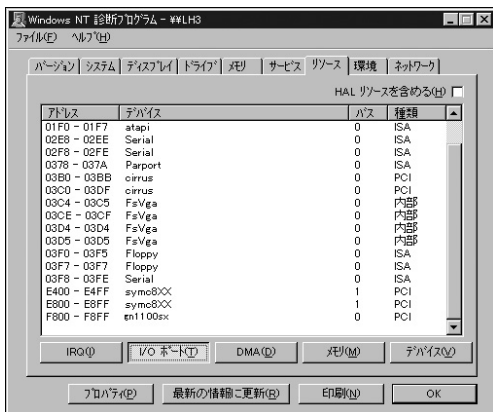 Windows NT 診断プログラム - ¥¥LH3
ファイル(F) ヘルプ(H)
バージョン システム ディスプレイ ドライブ メモリ サービス リソース 環境 ネットワーク
HAL リソースを含める(H)
アドレス デバイス バス 種類
01F0 - 01F7 atapi 0 ISA
02E8 - 02EE Serial 0 ISA
02F8 - 02FE Serial 0 ISA
0378 - 037A Parport 0 ISA
03B0 - 03BB cirrus 0 PCI
03C0 - 03DF cirrus 0 PCI
03C4 - 03C5 FsVga 0 内部
03CE - 03CF FsVga 0 内部
03D4 - 03D4 FsVga 0 内部
03D5 - 03D5 FsVga 0 内部
03F0 - 03F5 Floppy 0 ISA
03F7 - 03F7 Floppy 0 ISA
03F8 - 03FE Serial 0 ISA
E400 - E4FF symc8XX 1 PCI
E800 - E8FF symc8XX 1 PCI
F800 - F8FF gn1100sx 0 PCI
IRQ(I) I/O ポート(T) DMA(D) メモリ(M) デバイス(V)
プロパティ(P) 最新の情報に更新(R) 印刷(N) OK